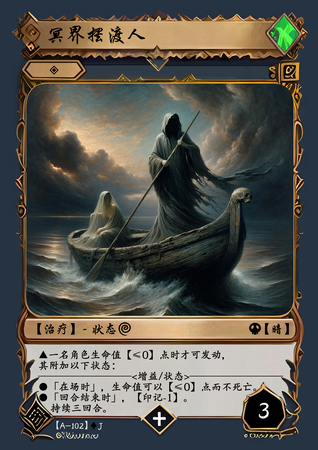 冥界摆渡人
【治疗】-状态
【暗】
▲一名角色生命值【≤0】点时才可发动，
其附加以下状态：
<增益/状态>
●「在场时」，生命值可以【≤0】点而不死亡。
●「回合结束时」，【印记-1】。
持续三回合。
3
【A-102】♦J